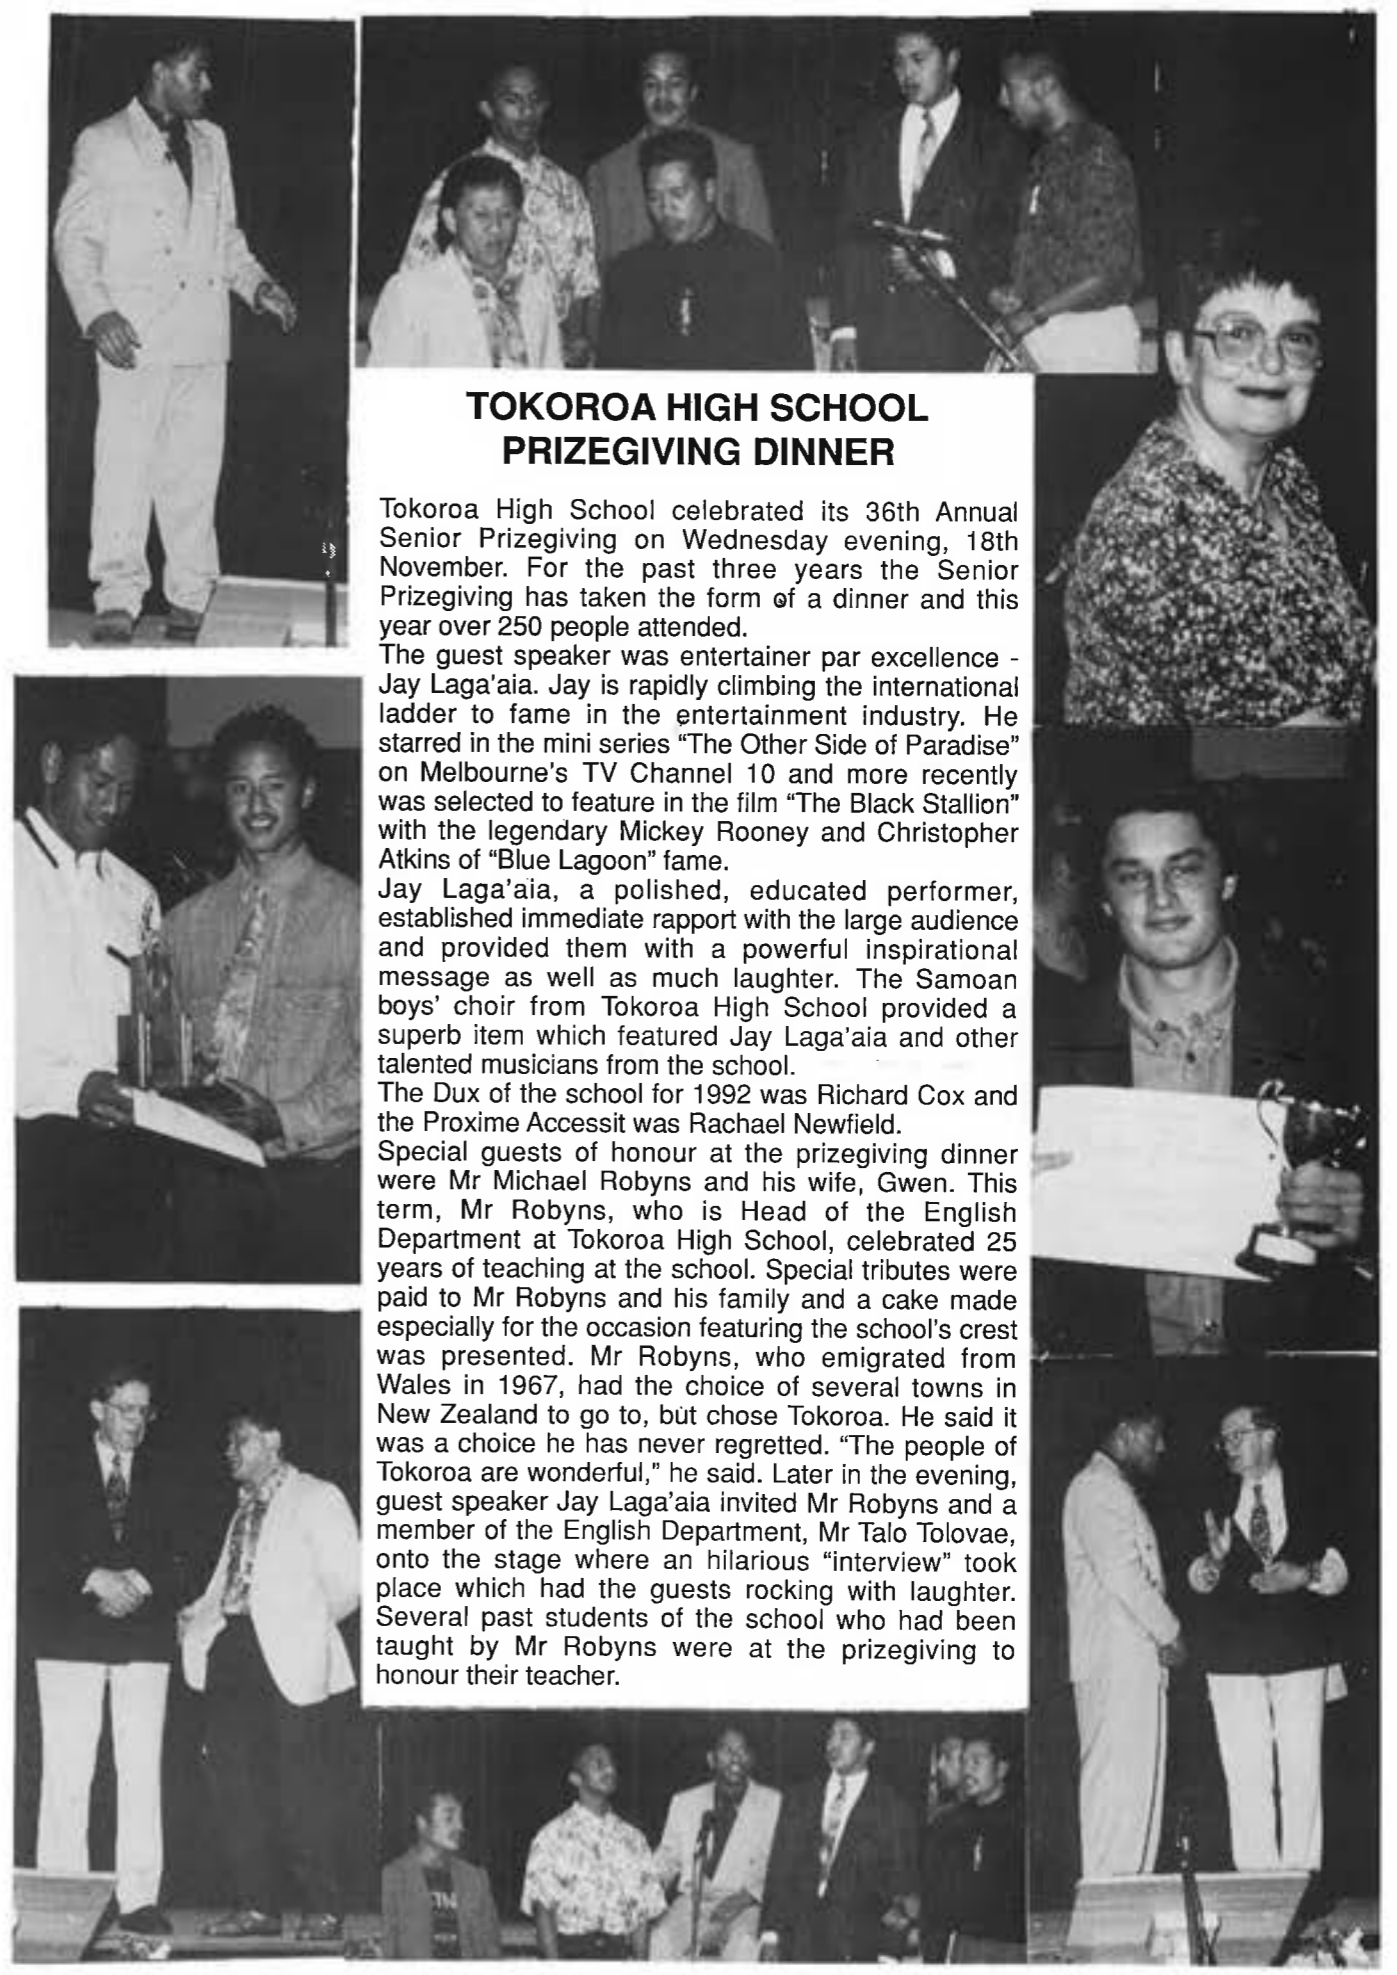 TOKOROA HIGH SCHOOL
PRIZEGIVING DINNER
Tokoroa High School celebrated its 36th Annual
Senior Prizegiving on Wednesday evening, 18th
November. For the past three years the Senior
Prizegiving has taken the form of a dinner and this
year over 250 people attended.
The guest speaker was entertainer par excellence -
Jay Laga'aia. Jay is rapidly climbing the international
ladder to fame in the entertainment industry. He
starred in the mini series “The Other Side of Paradise”
on Melbourne's TV Channel 10 and more recently
was selected to feature in the film “The Black Stallion”
with the legendary Mickey Rooney and Christopher
Atkins of “Blue Lagoon” fame.
Jay Laga'aia, a polished, educated performer,
established immediate rapport with the large audience
and provided them with a powerful inspirational
message as well as much laughter. The Samoan
boys' choir from Tokoroa High School provided a
superb item which featured Jay Laga'aia and other
talented musicians from the school.
The Dux of the school for 1992 was Richard Cox and
the Proxime Accessit was Rachael Newfield.
Special guests of honour at the prizegiving dinner
were Mr Michael Robyns and his wife, Gwen. This
term, Mr Robyns, who is Head of the English
Department at Tokoroa High School, celebrated 25
years of teaching at the school. Special tributes were
paid to Mr Robyns and his family and a cake made
especially for the occasion featuring the school's crest
was presented. Mr Robyns, who emigrated from
Wales in 1967, had the choice of several towns in
New Zealand to go to, but chose Tokoroa. He said it
was a choice he has never regretted. “The people of
Tokoroa are wonderful,” he said. Later in the evening,
guest speaker Jay Laga'aia invited Mr Robyns and a
member of the English Department, Mr Talo Tolovae,
onto the stage where an hilarious “interview” took
place which had the guests rocking with laughter.
Several past students of the school who had been
taught by Mr Robyns were at the prizegiving to
honour their teacher.